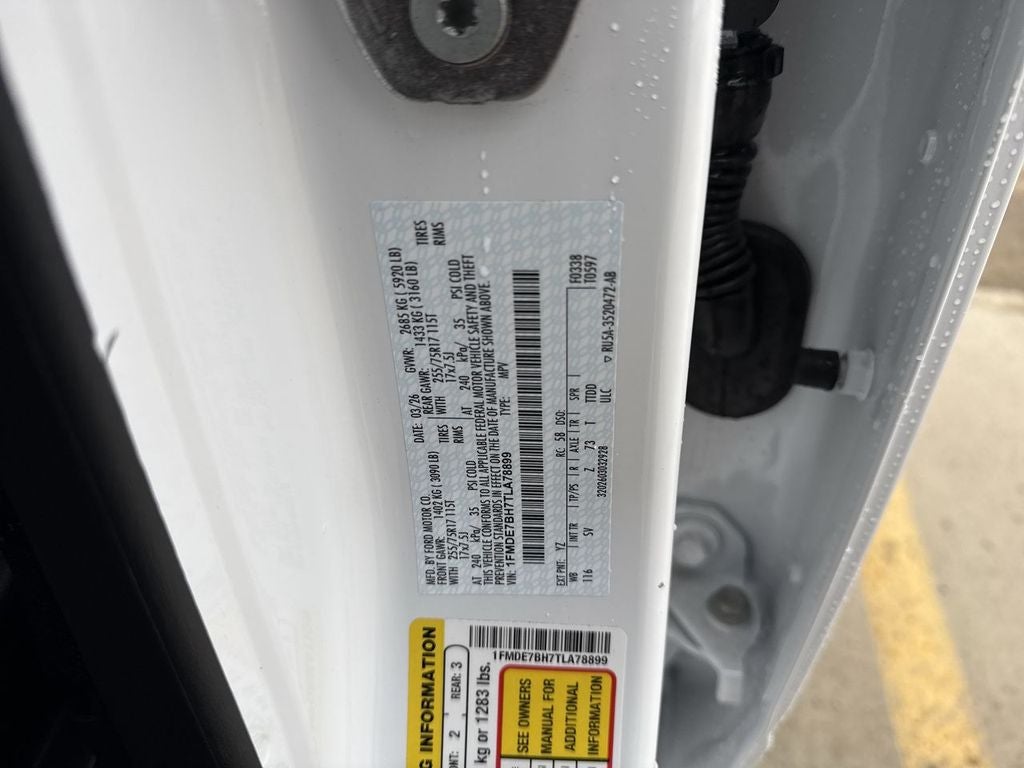 MFD. BY FORD MOTOR CO. DATE: 03/26 GVWR: 2685 KG ( 5920 LB)
FRONT GAWR: 1402 KG ( 3090LB) REAR GAWR: 1433 KG ( 3160 LB)
WITH 255/75R17 115T TIRES WITH 255/75R17 115T TIRES
17x7.5J RIMS 17x7.5J RIMS
AT 240 kPa/ 35 PSI COLD AT 240 kPa/ 35 PSI COLD
THIS VEHICLE CONFORMS TO ALL APPLICABLE FEDERAL MOTOR VEHICLE SAFETY AND THEFT
PREVENTION STANDARDS IN EFFECT ON THE DATE OF MANUFACTURE SHOWN ABOVE.
VIN: 1FMDE7BH7TLA78899 TYPE: MPV
F0338
T0597
EXT PNT: YZ RC: 58 DSO:
WB INT TR TP/PS R AXLE TR SPR
116 SV Z 73 T TTDD
ULC
3202603032928 RU5A-3520472-AB
G INFORMATION
NT: 2 REAR: 3
kg or 1283 lbs.
1FMDE7BH7TLA78899
SEE OWNERS
MANUAL FOR
ADDITIONAL
INFORMATION